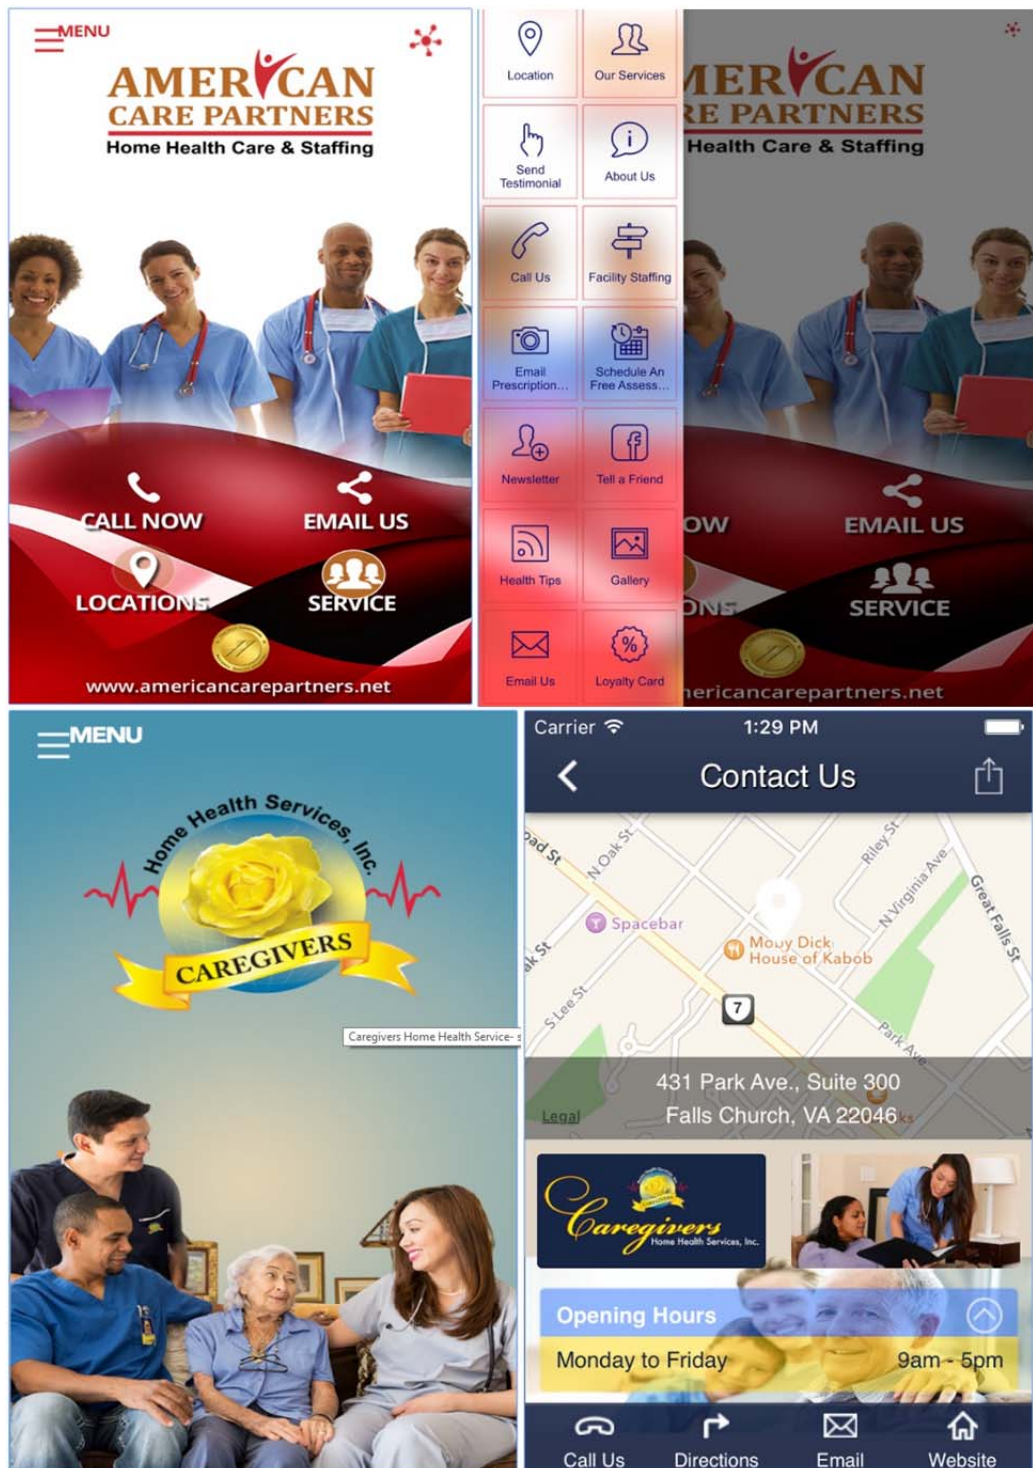 MENU
AMERICAN
CARE PARTNERS
Home Health Care & Staffing
CALL NOW
EMAIL US
LOCATIONS
SERVICE
www.americancarepartners.net
Location
Our Services
Send
Testimonial
About Us
Call Us
Facility Staffing
Email
Prescription...
Schedule An
Free Assess...
Newsletter
Tell a Friend
Health Tips
Gallery
%
Email Us
Loyalty Card
MERICAN
RE PARTNERS
Health Care & Staffing
OW
EMAIL US
ONS
SERVICE
nericancarepartners.net
MENU
Home Health Services, Inc.
CAREGIVERS
Caregivers Home Health Service- s
Carrier
1:29 PM
Contact Us
oad St
N Oak St
Riley St
N Virginia Ave
Great Falls St
Spacebar
Moby Dick
House of Kabob
ak St
S Lee St
7
Park Ave
431 Park Ave., Suite 300
Legal
Falls Church, VA 22046
ks
Caregivers
Home Health Services, Inc.
Opening Hours
Monday to Friday
9am - 5pm
Call Us
Directions
Email
Website